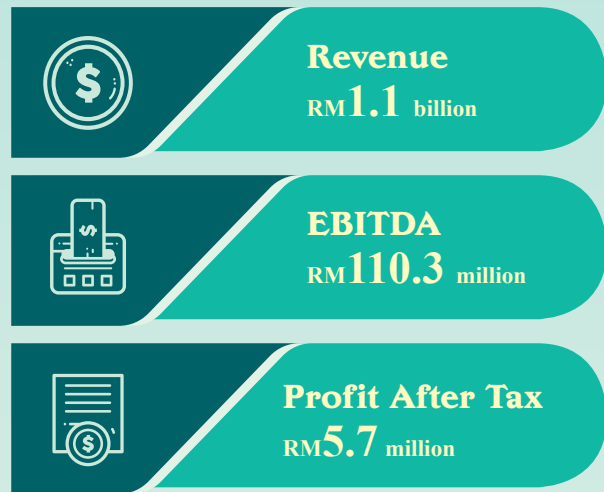 $
Revenue
RM1.1 billion
$
EBITDA
RM110.3 million
$
Profit After Tax
RM5.7 million